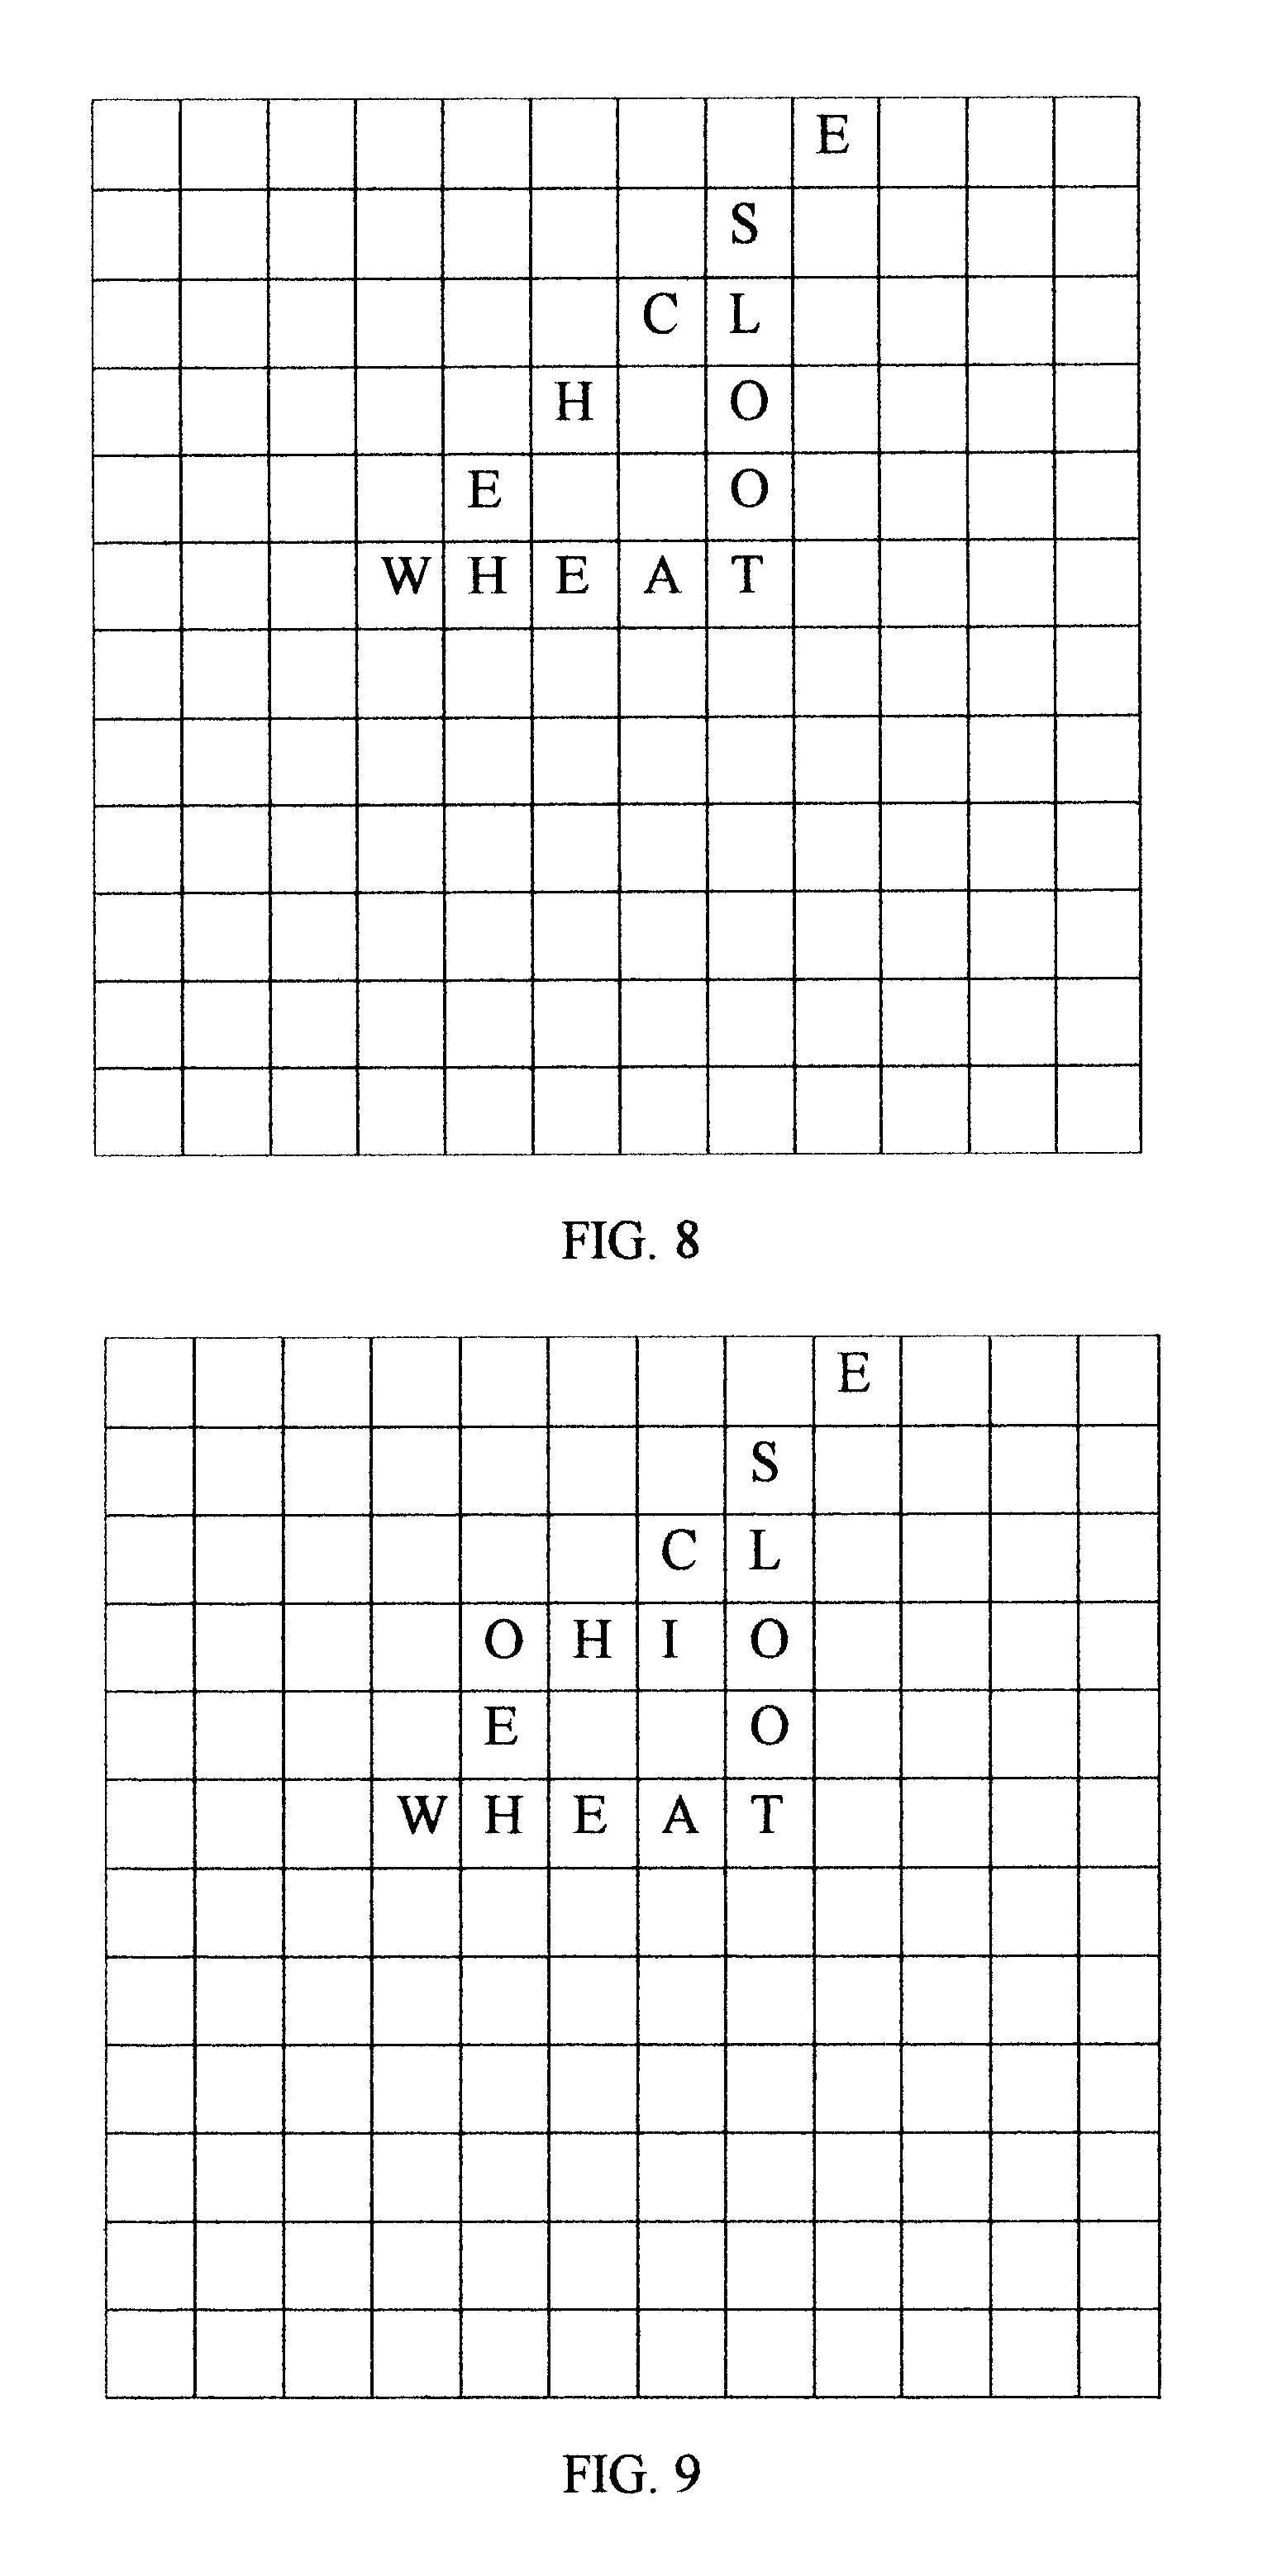 E
S
C L
H O
E O
W H E A T
FIG. 8
E
S
C L
O H I O
E O
W H E A T
FIG. 9